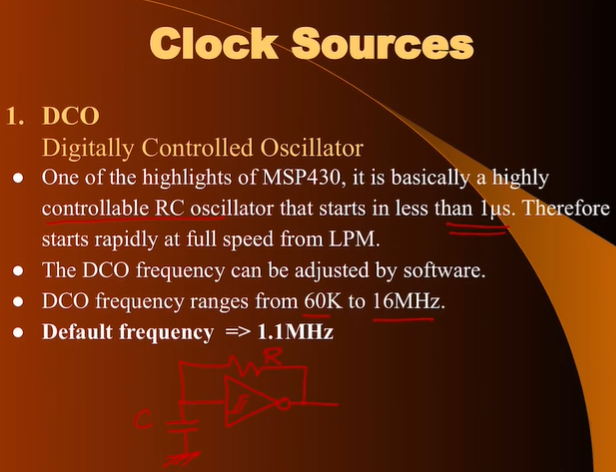 Clock Sources
1. DCO
Digitally Controlled Oscillator
● One of the highlights of MSP430, it is basically a highly
controllable RC oscillator that starts in less than 1µs. Therefore
starts rapidly at full speed from LPM.
● The DCO frequency can be adjusted by software.
● DCO frequency ranges from 60K to 16MHz.
● Default frequency => 1.1MHz
R
C